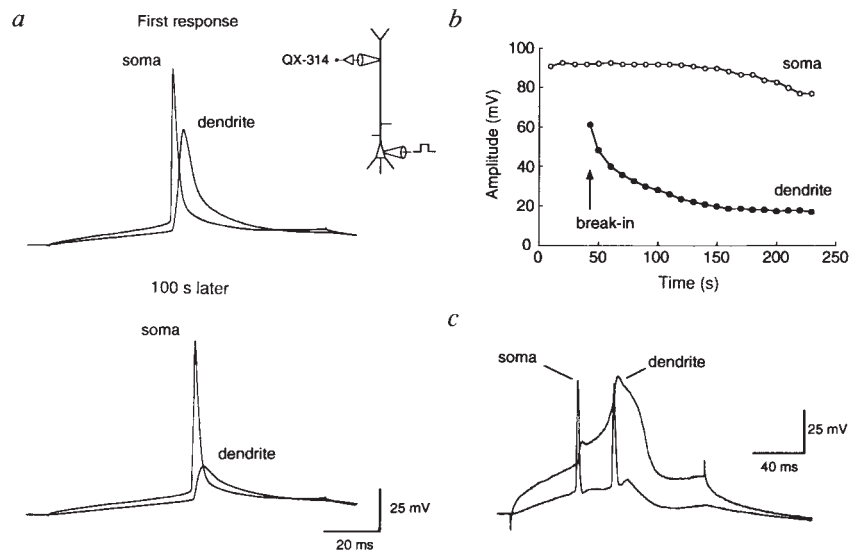 a
First response
soma
dendrite
QX-314
100 s later
soma
dendrite
25 mV
20 ms
b
100
80
60
40
20
0
Amplitude (mV)
soma
dendrite
break-in
0 50 100 150 200 250
Time (s)
c
soma
dendrite
25 mV
40 ms